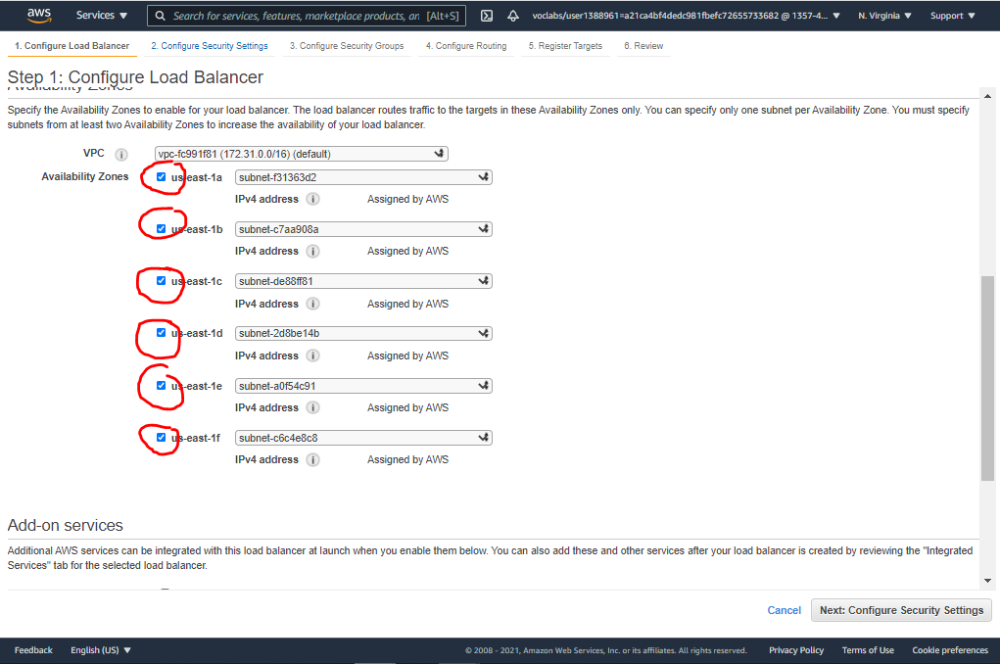 aws
Services
Search for services, features, marketplace products, an [Alt+S]
voclabs/user1388961=a21ca4bf4dedc981fbefc72655733682 @ 1357-4...
N. Virginia
Support
1. Configure Load Balancer
2. Configure Security Settings
3. Configure Security Groups
4. Configure Routing
5. Register Targets
6. Review
Step 1: Configure Load Balancer
Availability Zones
Specify the Availability Zones to enable for your load balancer. The load balancer routes traffic to the targets in these Availability Zones only. You can specify only one subnet per Availability Zone. You must specify
subnets from at least two Availability Zones to increase the availability of your load balancer.
VPC
vpc-fc991f81 (172.31.0.0/16) (default)
Availability Zones
us-east-1a subnet-f31363d2
IPv4 address Assigned by AWS
us-east-1b subnet-c7aa908a
IPv4 address Assigned by AWS
us-east-1c subnet-de88ff81
IPv4 address Assigned by AWS
us-east-1d subnet-2d8be14b
IPv4 address Assigned by AWS
us-east-1e subnet-a0f54c91
IPv4 address Assigned by AWS
us-east-1f subnet-c6c4e8c8
IPv4 address Assigned by AWS
Add-on services
Additional AWS services can be integrated with this load balancer at launch when you enable them below. You can also add these and other services after your load balancer is created by reviewing the "Integrated
Services" tab for the selected load balancer.
Cancel
Next: Configure Security Settings
Feedback
English (US)
© 2008 - 2021, Amazon Web Services, Inc. or its affiliates. All rights reserved.
Privacy Policy
Terms of Use
Cookie preferences